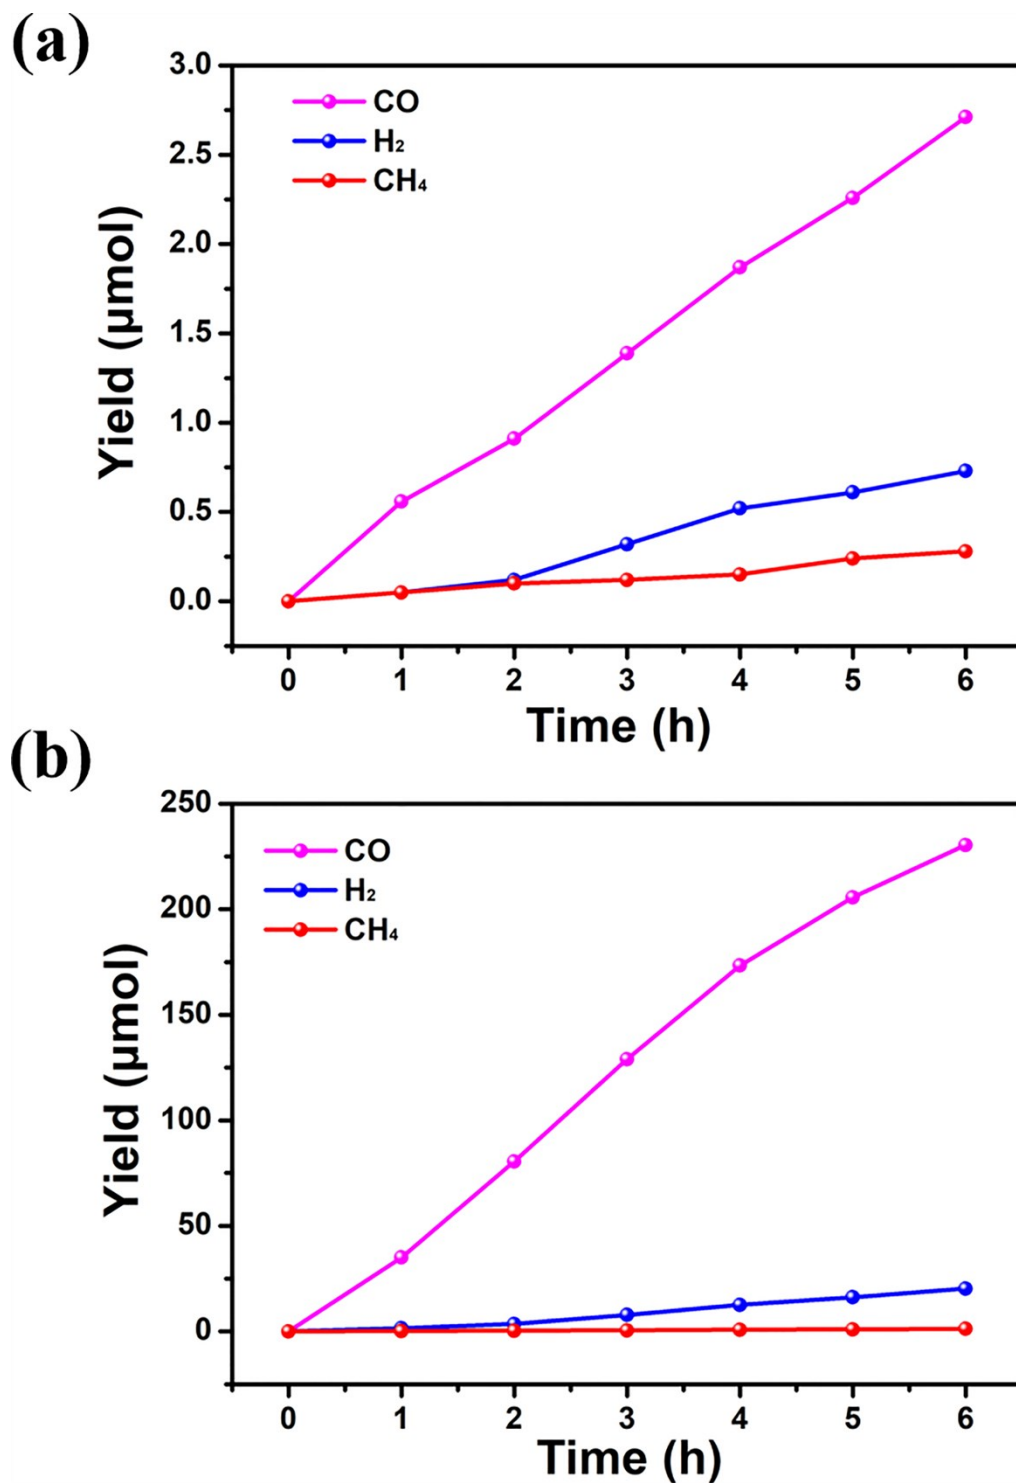 (a)
3.0
2.5
2.0
1.5
1.0
0.5
0.0
Yield (μmol)
CO
H₂
CH₄
0 1 2 3 4 5 6
Time (h)
(b)
250
200
150
100
50
0
Yield (μmol)
CO
H₂
CH₄
0 1 2 3 4 5 6
Time (h)